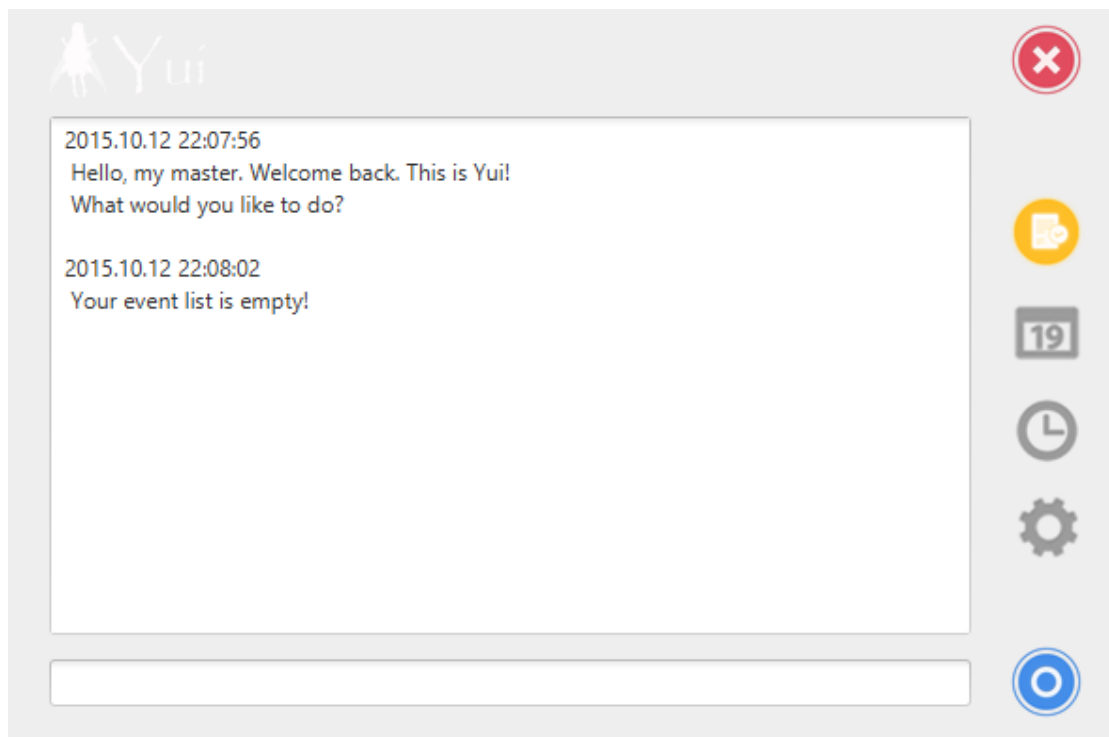 Yui
2015.10.12 22:07:56
Hello, my master. Welcome back. This is Yui!
What would you like to do?
2015.10.12 22:08:02
Your event list is empty!
19